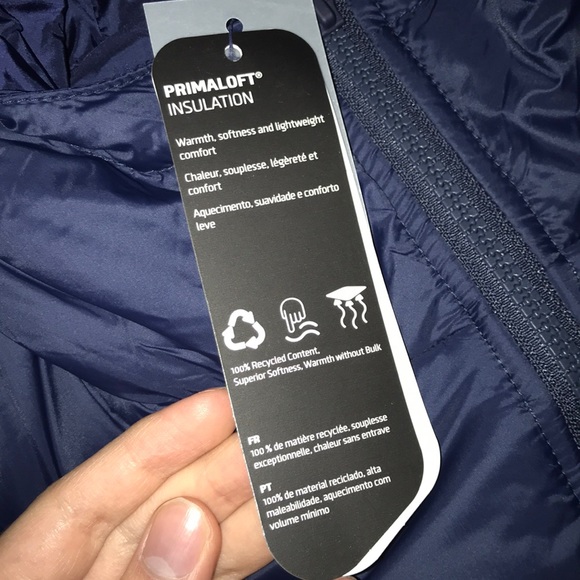 PRIMALOFT®
INSULATION
Warmth, softness and lightweight
comfort
Chaleur, souplesse, légèreté et
confort
Aquecimento, suavidade e conforto
leve
100% Recycled Content,
Superior Softness, Warmth without Bulk
FR
100 % de matière recyclée, souplesse
exceptionnelle, chaleur sans entrave
PT
100% de material reciclado, alta
maleabilidade, aquecimento com
volume mínimo